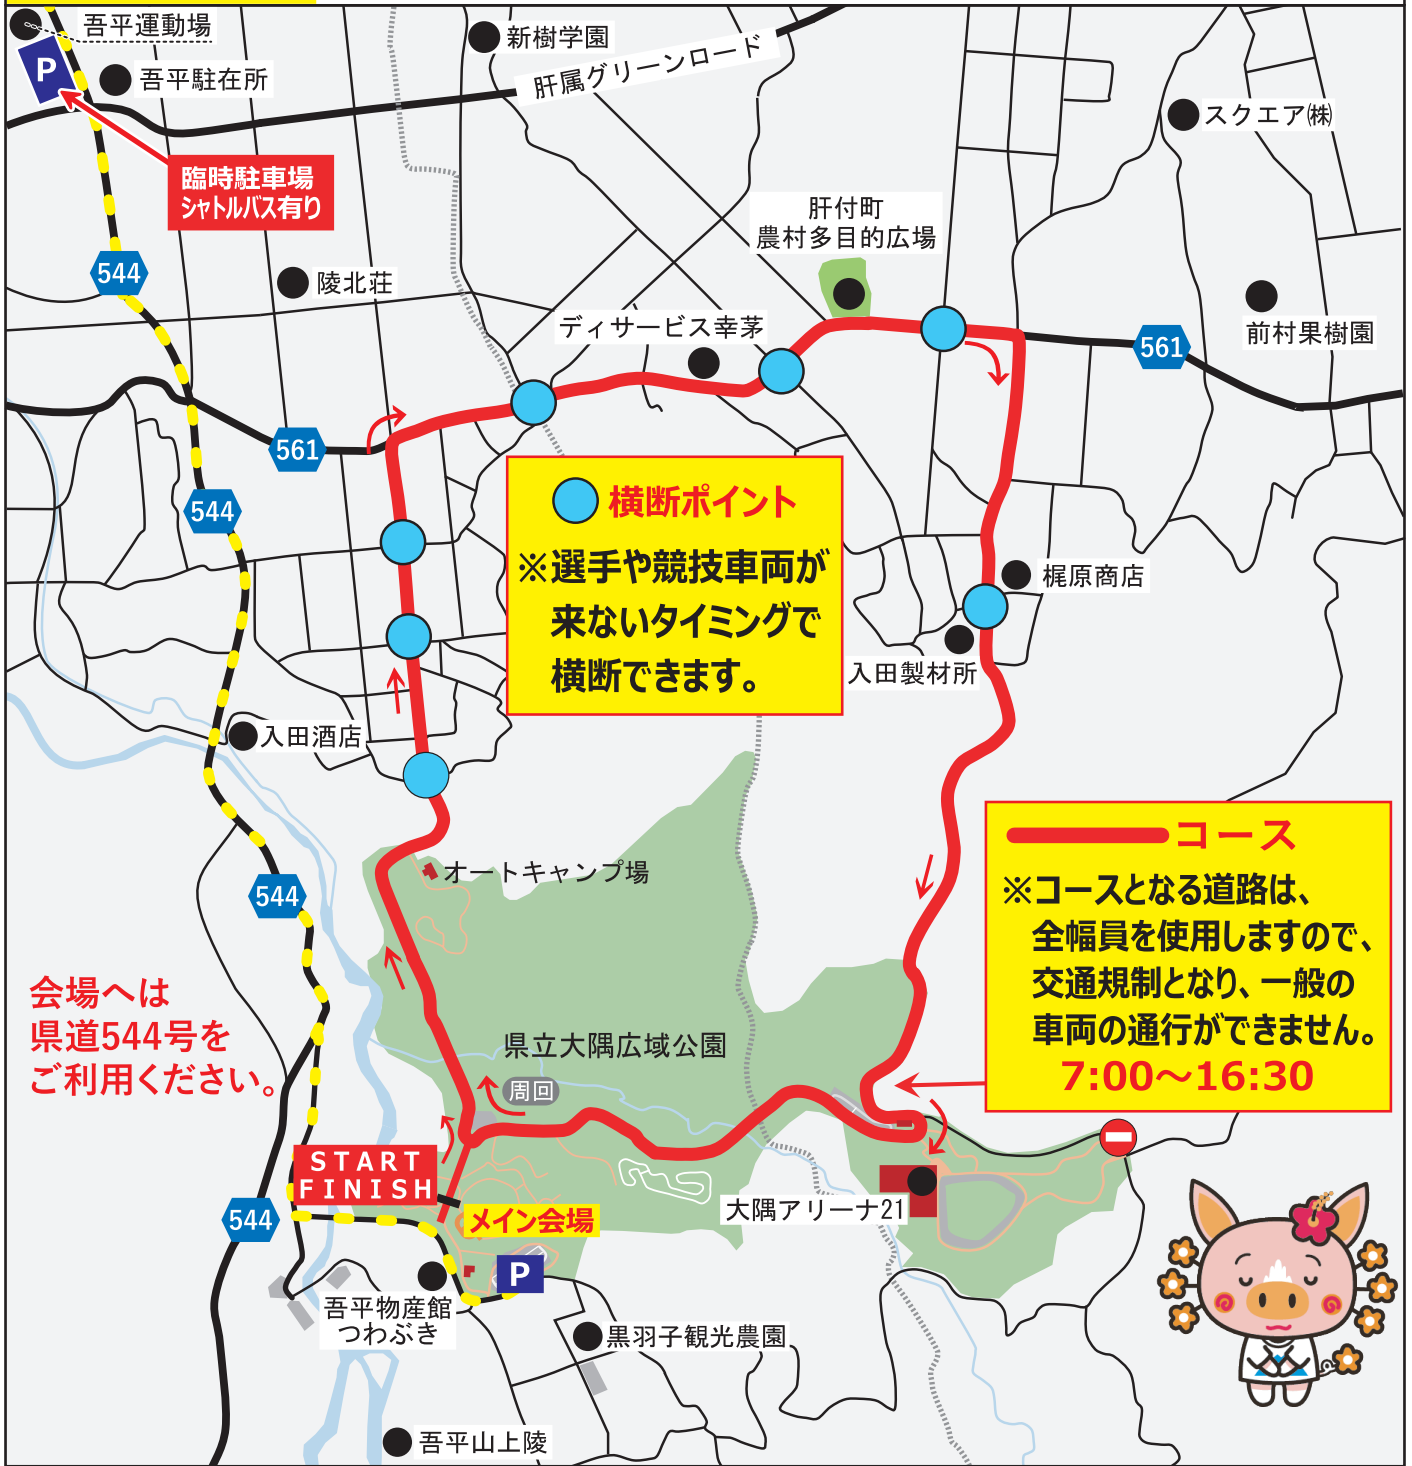 吾平運動場
P
吾平駐在所
新樹学園
肝属グリーンロード
スクエア㈱
臨時駐車場
シャトルバス有り
肝付町
農村多目的広場
544
陵北荘
ディサービス幸茅
561
前村果樹園
561
544
横断ポイント
※選手や競技車両が
来ないタイミングで
横断できます。
梶原商店
入田製材所
入田酒店
コース
※コースとなる道路は、
全幅員を使用しますので、
交通規制となり、一般の
車両の通行ができません。
7:00〜16:30
オートキャンプ場
544
会場へは
県道544号を
ご利用ください。
県立大隅広域公園
周回
START
FINISH
メイン会場
大隅アリーナ21
544
P
吾平物産館
つわぶき
黒羽子観光農園
吾平山上陵